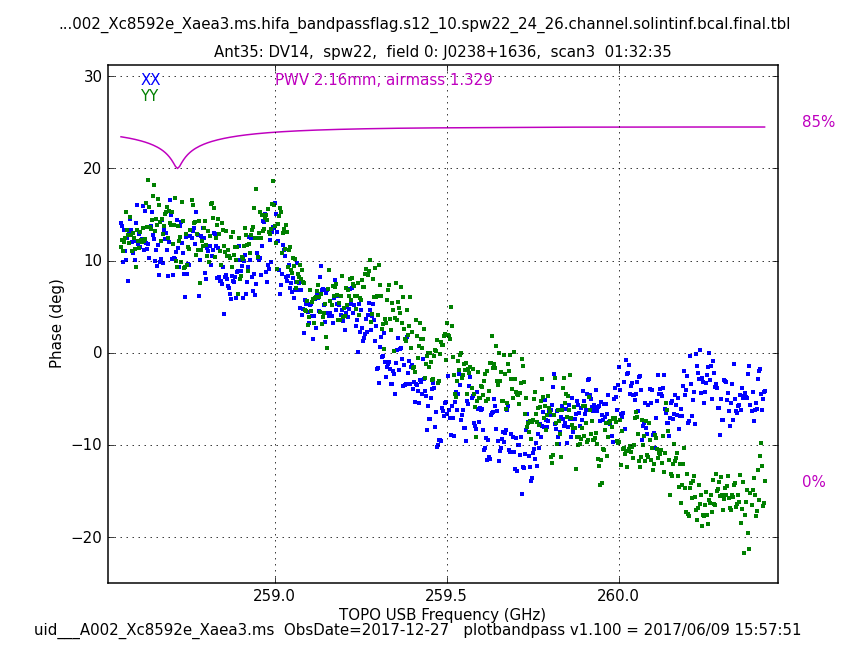 ...002_Xc8592e_Xaea3.ms.hifa_bandpassflag.s12_10.spw22_24_26.channel.solintinf.bcal.final.tbl
Ant35: DV14, spw22, field 0: J0238+1636, scan3 01:32:35
XX
PWV 2.16mm, airmass 1.329
YY
30
20
10
0
−10
−20
Phase (deg)
85%
0%
259.0 259.5 260.0
TOPO USB Frequency (GHz)
uid___A002_Xc8592e_Xaea3.ms ObsDate=2017-12-27 plotbandpass v1.100 = 2017/06/09 15:57:51